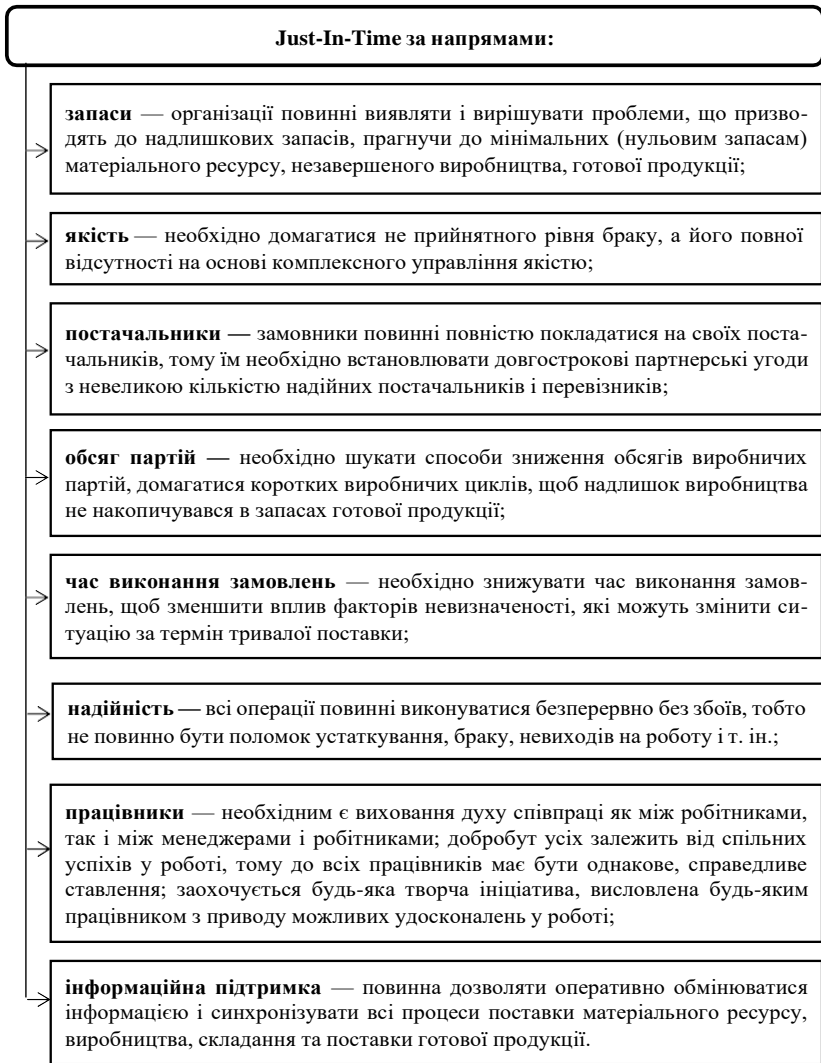 Just-In-Time за напрямами:
запаси — організації повинні виявляти і вирішувати проблеми, що призво-
дять до надлишкових запасів, прагнучи до мінімальних (нульовим запасам)
матеріального ресурсу, незавершеного виробництва, готової продукції;
якість — необхідно домагатися не прийнятного рівня браку, а його повної
відсутності на основі комплексного управління якістю;
постачальники — замовники повинні повністю покладатися на своїх поста-
чальників, тому їм необхідно встановлювати довгострокові партнерські угоди
з невеликою кількістю надійних постачальників і перевізників;
обсяг партій — необхідно шукати способи зниження обсягів виробничих
партій, домагатися коротких виробничих циклів, щоб надлишок виробництва
не накопичувався в запасах готової продукції;
час виконання замовлень — необхідно знижувати час виконання замов-
лень, щоб зменшити вплив факторів невизначеності, які можуть змінити си-
туацію за термін тривалої поставки;
надійність — всі операції повинні виконуватися безперервно без збоїв, тобто
не повинно бути поломок устаткування, браку, невиходів на роботу і т. ін.;
працівники — необхідним є виховання духу співпраці як між робітниками,
так і між менеджерами і робітниками; добробут усіх залежить від спільних
успіхів у роботі, тому до всіх працівників має бути однакове, справедливе
ставлення; заохочується будь-яка творча ініціатива, висловлена будь-яким
працівником з приводу можливих удосконалень у роботі;
інформаційна підтримка — повинна дозволяти оперативно обмінюватися
інформацією і синхронізувати всі процеси поставки матеріального ресурсу,
виробництва, складання та поставки готової продукції.